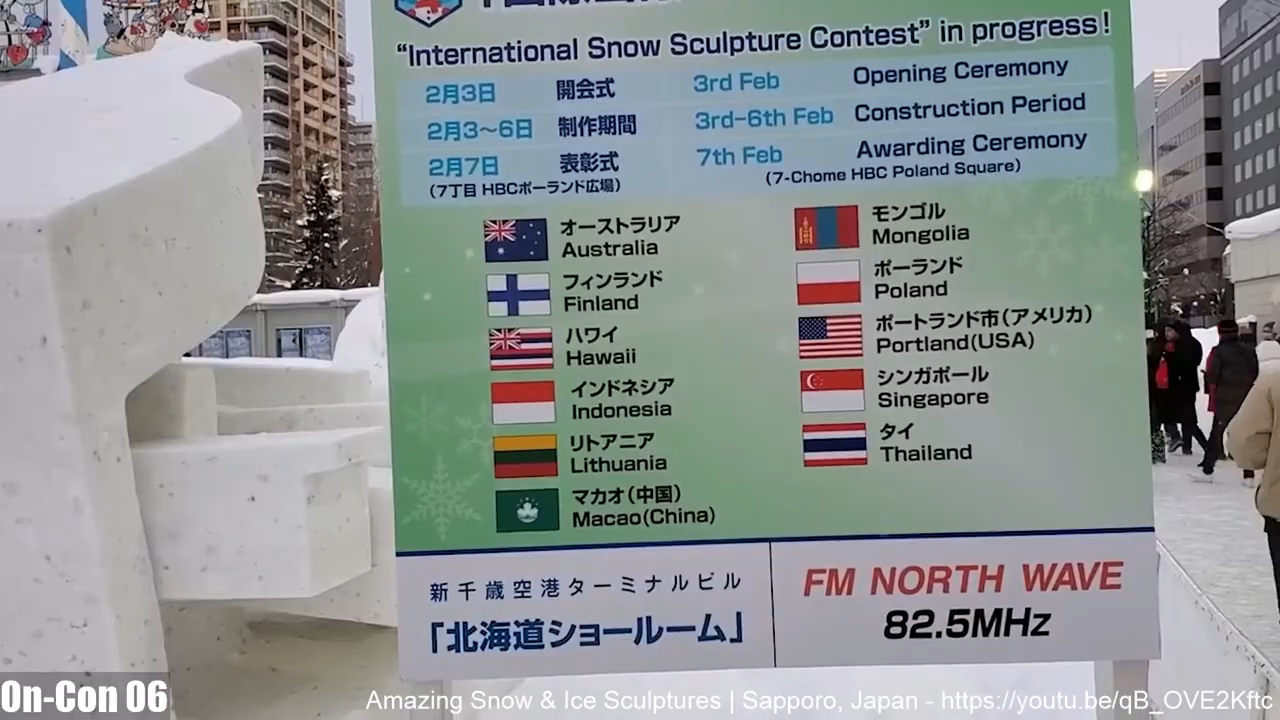 “International Snow Sculpture Contest” in progress!
2月3日 開会式 3rd Feb Opening Ceremony
2月3～6日 制作期間 3rd-6th Feb Construction Period
2月7日 表彰式 7th Feb Awarding Ceremony
(7丁目 HBCポーランド広場) (7-Chome HBC Poland Square)
オーストラリア
Australia
フィンランド
Finland
ハワイ
Hawaii
インドネシア
Indonesia
リトアニア
Lithuania
マカオ(中国)
Macao(China)
モンゴル
Mongolia
ポーランド
Poland
ポートランド市(アメリカ)
Portland(USA)
シンガポール
Singapore
タイ
Thailand
新千歳空港ターミナルビル
「北海道ショールーム」
FM NORTH WAVE
82.5MHz
On-Con 06
Amazing Snow & Ice Sculptures | Sapporo, Japan - https://youtu.be/qB_OVE2Kftc